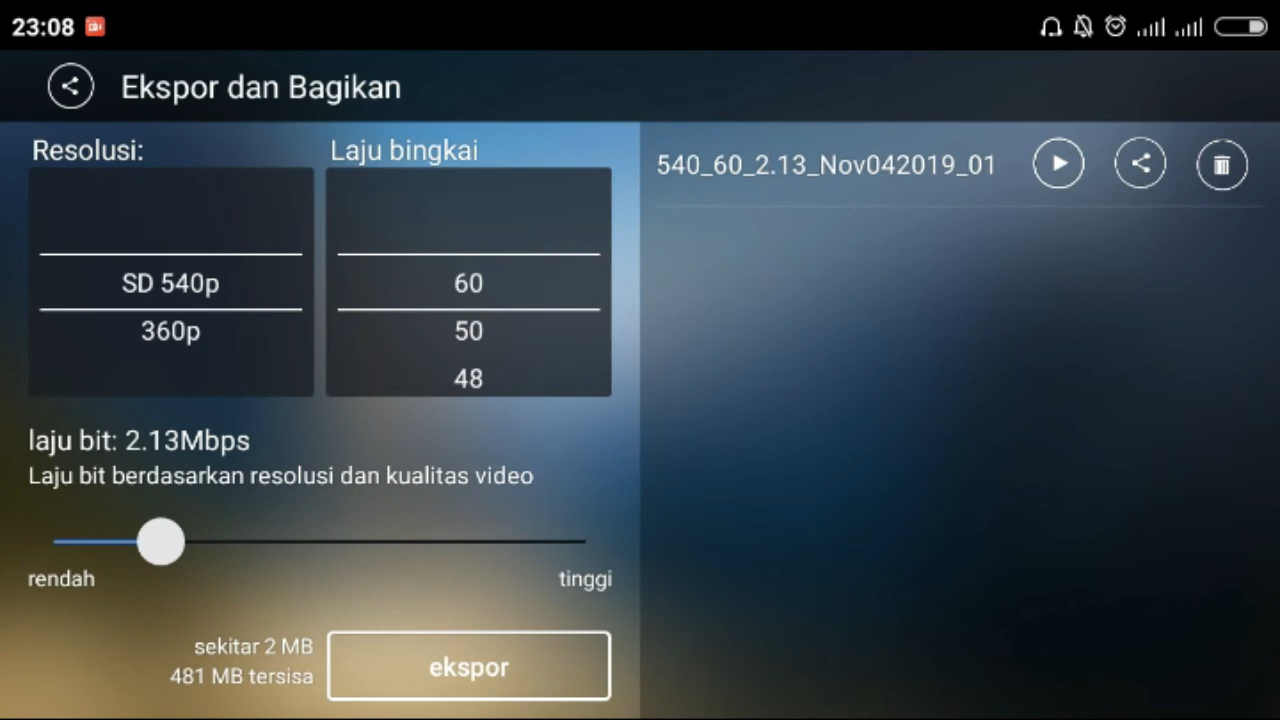 23:08
Ekspor dan Bagikan
Resolusi:
Laju bingkai
SD 540p
360p
60
50
48
laju bit: 2.13Mbps
Laju bit berdasarkan resolusi dan kualitas video
rendah
tinggi
sekitar 2 MB
481 MB tersisa
ekspor
540_60_2.13_Nov042019_01